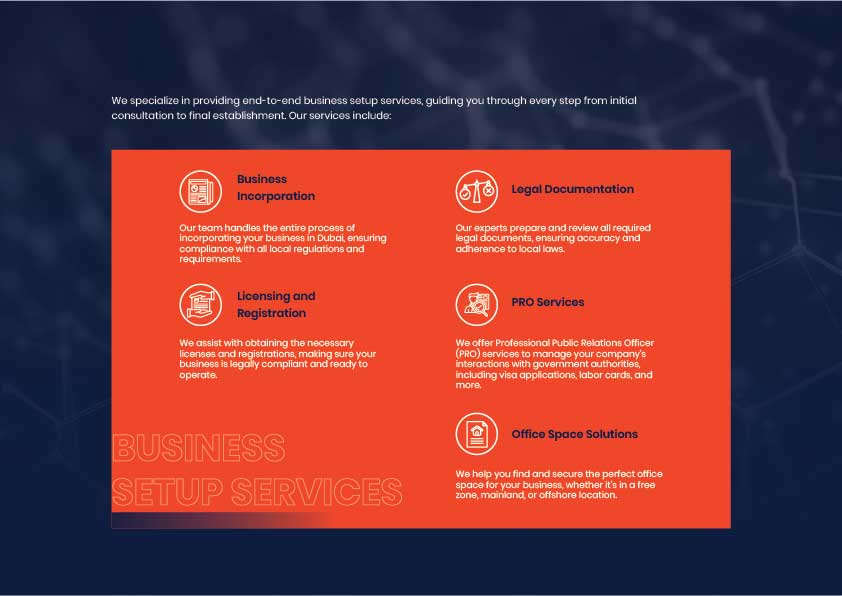 We specialize in providing end-to-end business setup services, guiding you through every step from initial
consultation to final establishment. Our services include:
Business
Incorporation
Our team handles the entire process of
incorporating your business in Dubai, ensuring
compliance with all local regulations and
requirements.
Licensing and
Registration
We assist with obtaining the necessary
licenses and registrations, making sure your
business is legally compliant and ready to
operate.
BUSINESS
SETUP SERVICES
Legal Documentation
Our experts prepare and review all required
legal documents, ensuring accuracy and
adherence to local laws.
PRO Services
We offer Professional Public Relations Officer
(PRO) services to manage your company's
interactions with government authorities,
including visa applications, labor cards, and
more.
Office Space Solutions
We help you find and secure the perfect office
space for your business, whether it's in a free
zone, mainland, or offshore location.